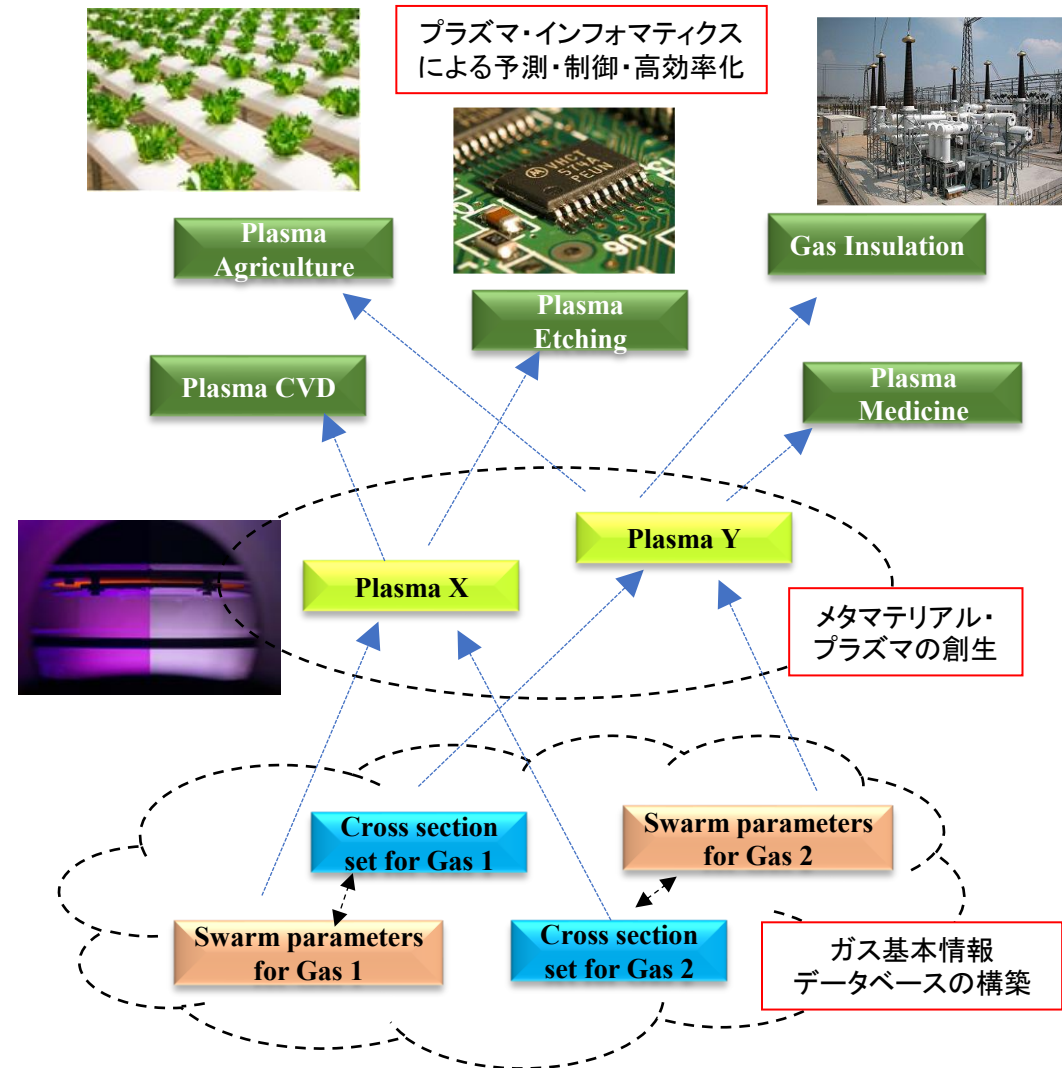 プラズマ・インフォマティクス
による予測・制御・高効率化
VHCT
574A
PEUN
Plasma
Agriculture
Gas Insulation
Plasma
Etching
Plasma CVD
Plasma
Medicine
Plasma Y
Plasma X
メタマテリアル・
プラズマの創生
Cross section
set for Gas 1
Swarm parameters
for Gas 2
Swarm parameters
for Gas 1
Cross section
set for Gas 2
ガス基本情報
データベースの構築